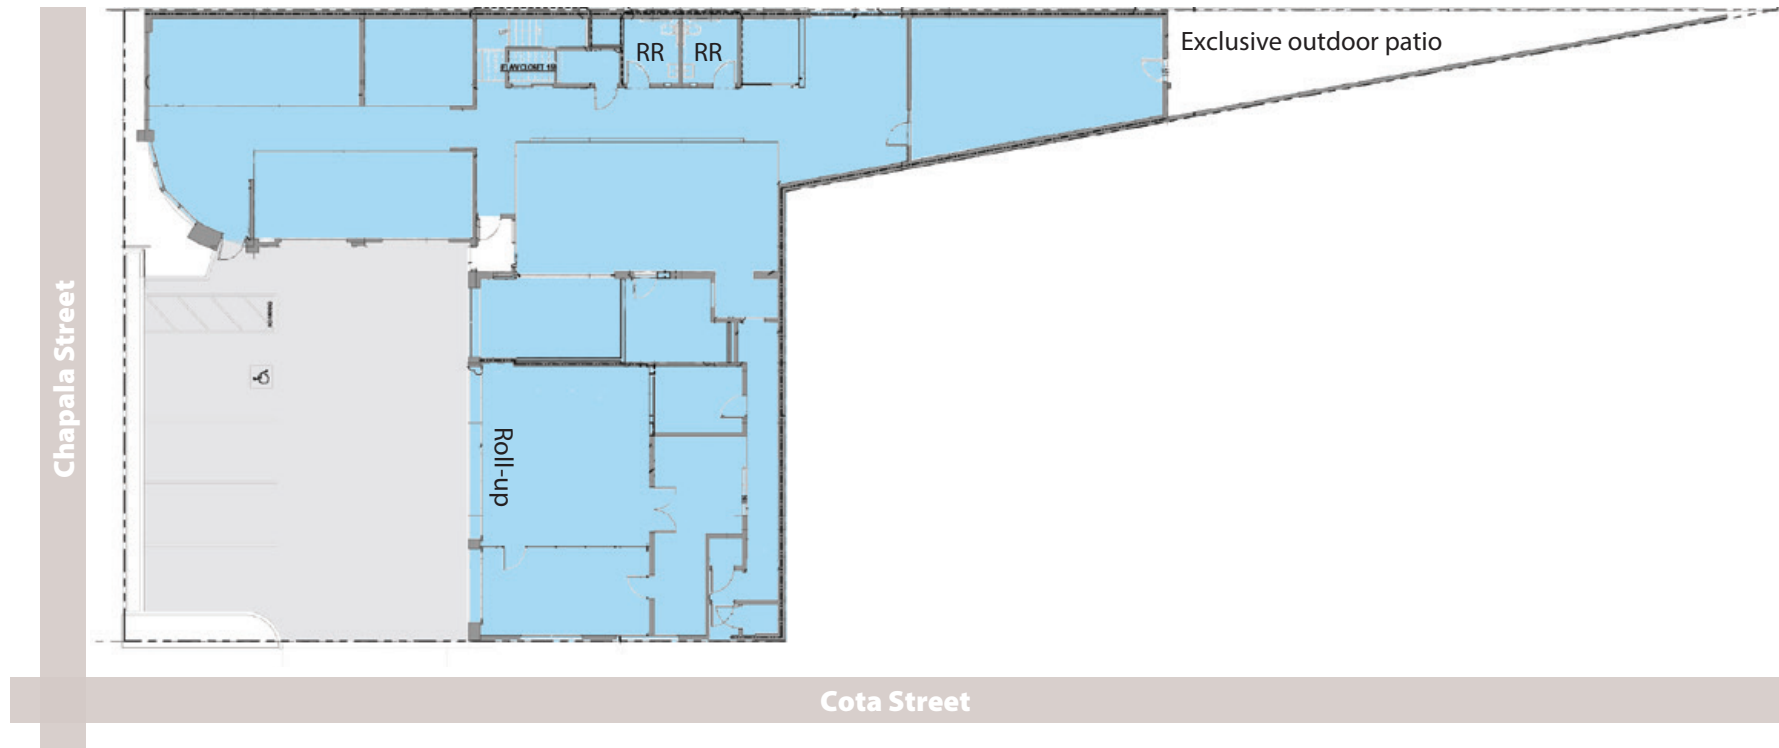 RR
RR
Exclusive outdoor patio
Chapala Street
Roll-up
Cota Street